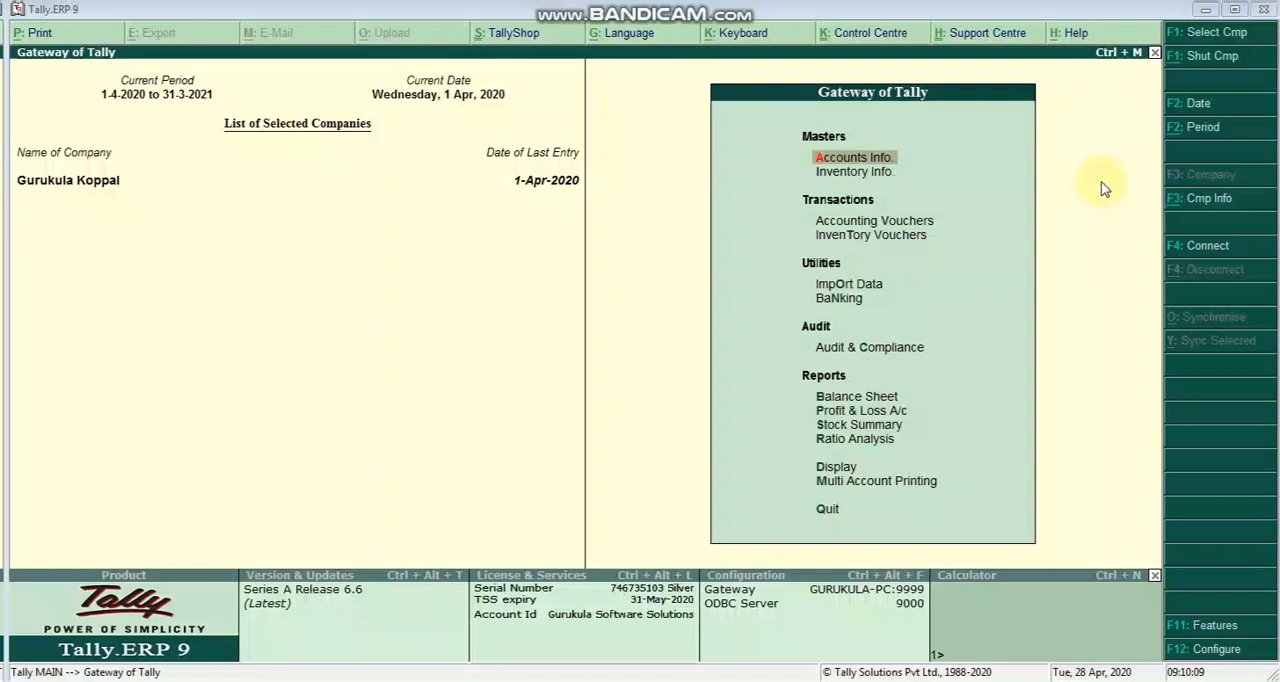 Tally.ERP 9
www.BANDICAM.com
P: Print
E: Export
M: E-Mail
O: Upload
S: TallyShop
G: Language
K: Keyboard
K: Control Centre
H: Support Centre
H: Help
Gateway of Tally
Ctrl + M
Current Period
1-4-2020 to 31-3-2021
Current Date
Wednesday, 1 Apr, 2020
List of Selected Companies
Name of Company
Date of Last Entry
Gurukula Koppal
1-Apr-2020
Gateway of Tally
Masters
Accounts Info.
Inventory Info.
Transactions
Accounting Vouchers
InvenTory Vouchers
Utilities
ImpOrt Data
BaNking
Audit
Audit & Compliance
Reports
Balance Sheet
Profit & Loss A/c
Stock Summary
Ratio Analysis
Display
Multi Account Printing
Quit
F1: Select Cmp
F1: Shut Cmp
F2: Date
F2: Period
F3: Company
F3: Cmp Info
F4: Connect
F4: Disconnect
O: Synchronise
Y: Sync Selected
F11: Features
F12: Configure
Product
Tally
POWER OF SIMPLICITY
Tally.ERP 9
Version & Updates
Ctrl + Alt + T
Series A Release 6.6
(Latest)
License & Services
Ctrl + Alt + L
Serial Number
746735103 Silver
TSS expiry
31-May-2020
Account Id
Gurukula Software Solutions
Configuration
Ctrl + Alt + F
Gateway
GURUKULA-PC:9999
ODBC Server
9000
Calculator
Ctrl + N
1>
Tally MAIN --> Gateway of Tally
© Tally Solutions Pvt Ltd., 1988-2020
Tue, 28 Apr, 2020
09:10:09